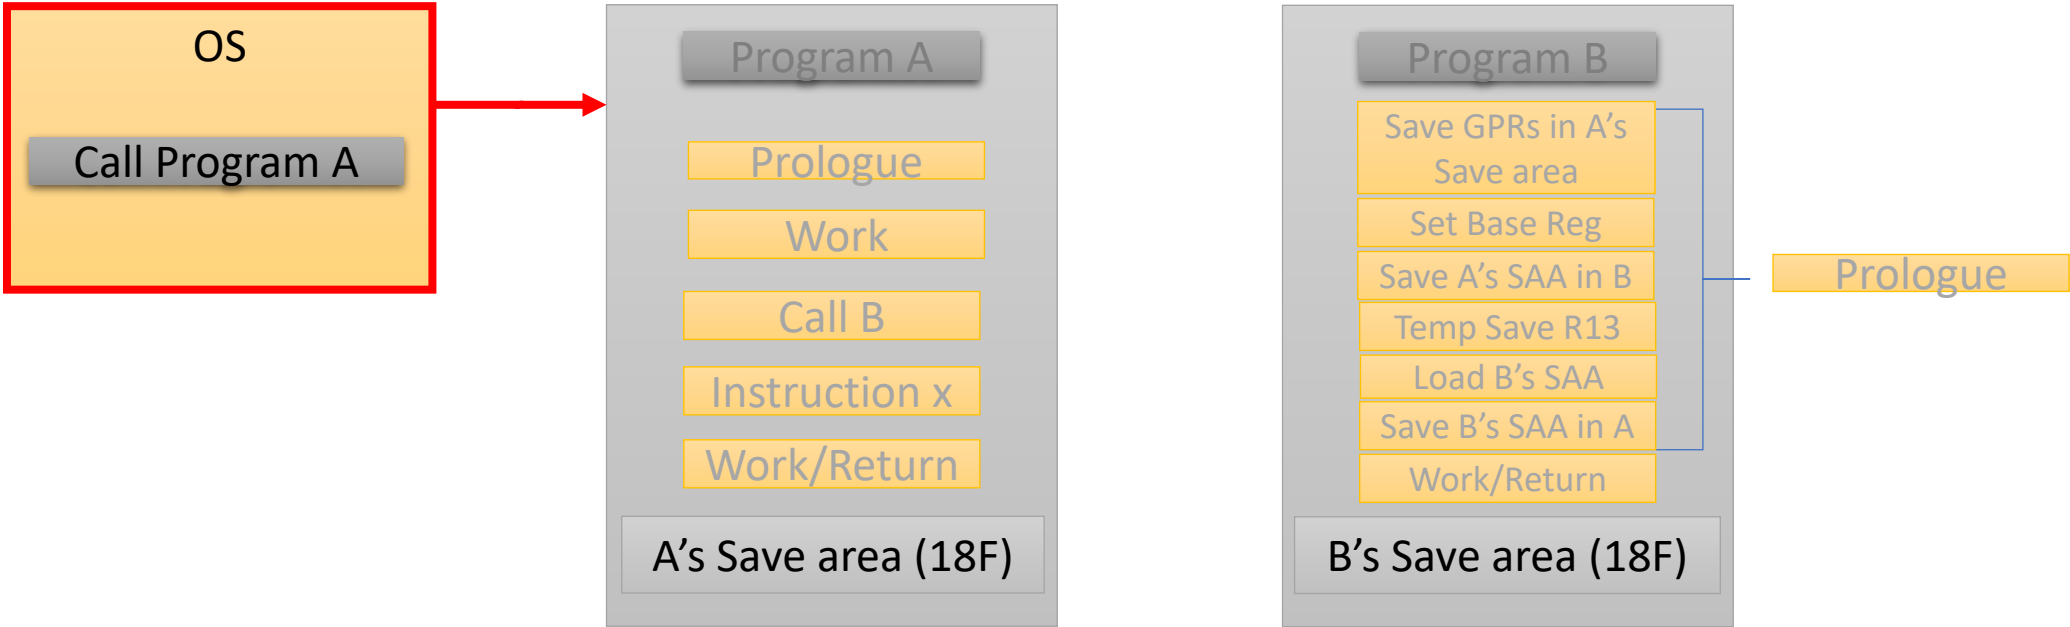 OS
Call Program A
Program A
Prologue
Work
Call B
Instruction x
Work/Return
A’s Save area (18F)
Program B
Save GPRs in A’s
Save area
Set Base Reg
Save A’s SAA in B
Temp Save R13
Load B’s SAA
Save B’s SAA in A
Work/Return
B’s Save area (18F)
Prologue